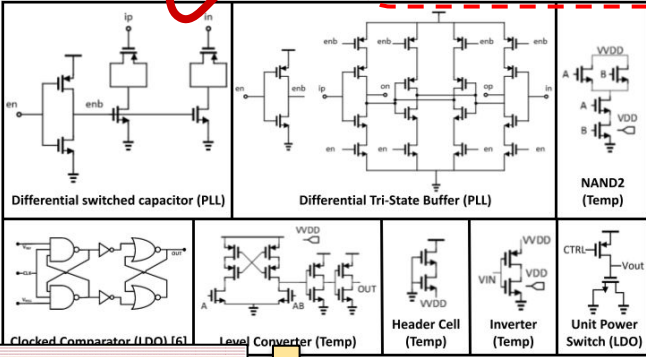 ip
in
en
enb
Differential switched capacitor (PLL)
enb
enb
enb
enb
en
enb
ip
on
op
in
en
en
en
en
Differential Tri-State Buffer (PLL)
VVDD
A
B
A
VDD
B
NAND2
(Temp)
CLK
OUT
Clocked Comparator (LDO) [6]
VVDD
A
AB
OUT
Level Converter (Temp)
VVDD
Header Cell
(Temp)
VVDD
VIN
VDD
Inverter
(Temp)
CTRL
Vout
Unit Power
Switch (LDO)